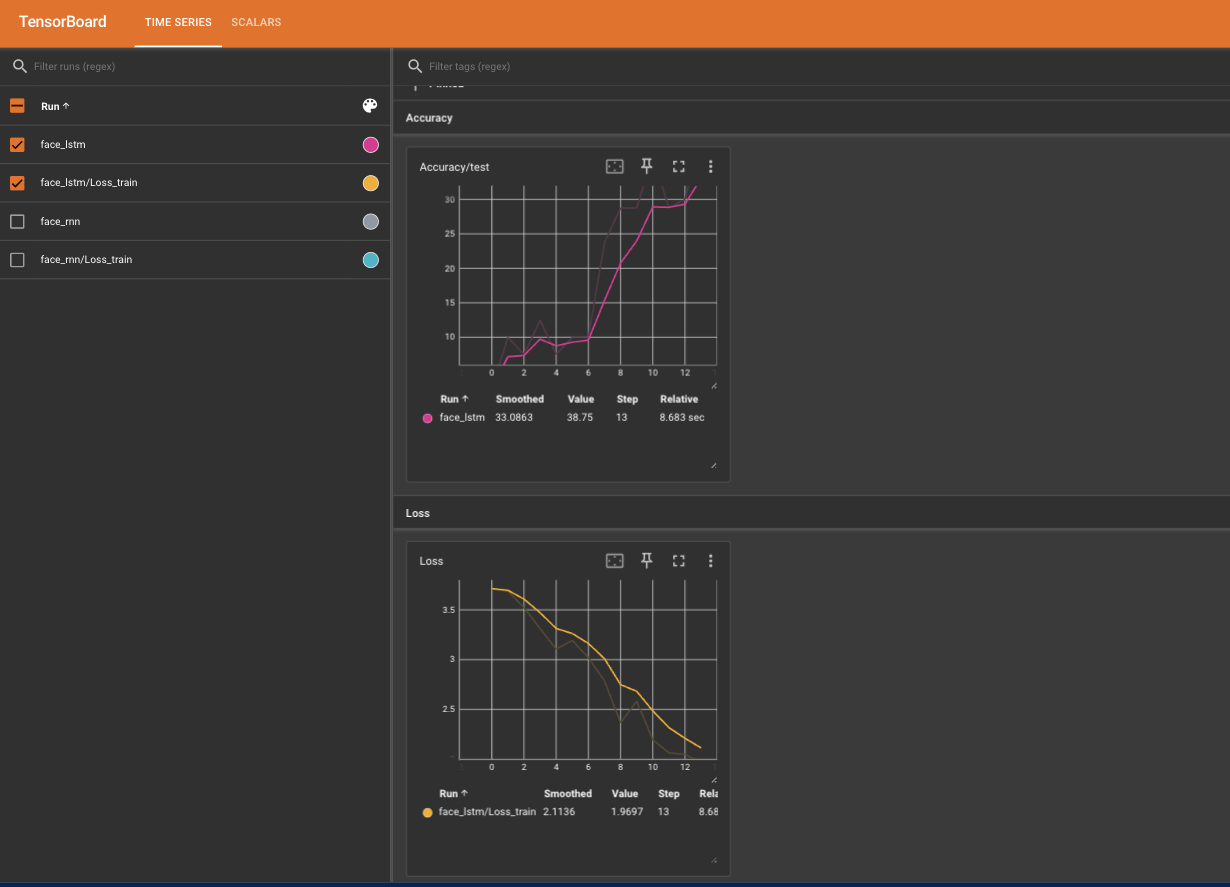 TensorBoard TIME SERIES SCALARS
Filter runs (regex)
Run ↑
face_lstm
face_lstm/Loss_train
face_rnn
face_rnn/Loss_train
Filter tags (regex)
Accuracy
Accuracy/test
30
25
20
15
10
0 2 4 6 8 10 12
Run ↑ Smoothed Value Step Relative
face_lstm 33.0863 38.75 13 8.683 sec
Loss
Loss
3.5
3
2.5
0 2 4 6 8 10 12
Run ↑ Smoothed Value Step Rela
face_lstm/Loss_train 2.1136 1.9697 13 8.68